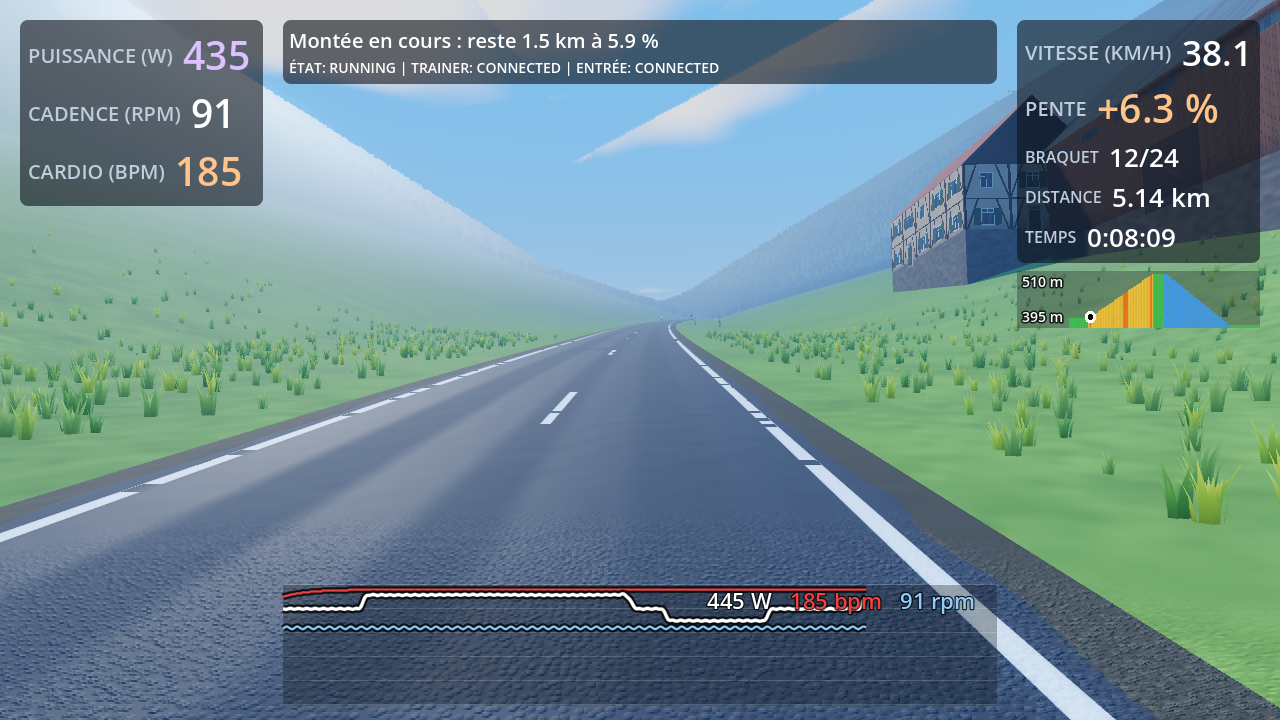 PUISSANCE (W) 435
CADENCE (RPM) 91
CARDIO (BPM) 185
Montée en cours : reste 1.5 km à 5.9 %
ÉTAT: RUNNING | TRAINER: CONNECTED | ENTRÉE: CONNECTED
VITESSE (KM/H) 38.1
PENTE +6.3 %
BRAQUET 12/24
DISTANCE 5.14 km
TEMPS 0:08:09
510 m
395 m
445 W 185 bpm 91 rpm